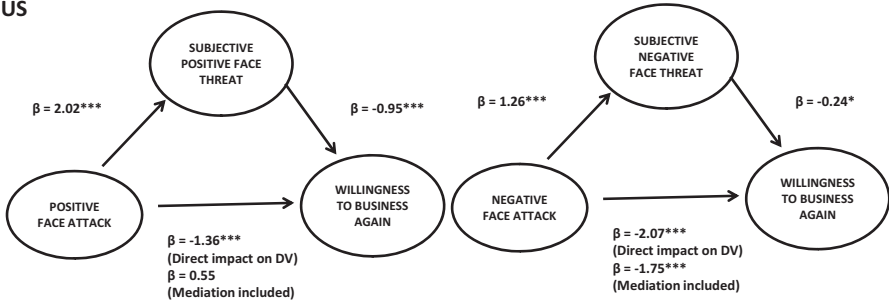 US
SUBJECTIVE
POSITIVE FACE
THREAT
β = 2.02***
β = -0.95***
POSITIVE
FACE ATTACK
WILLINGNESS
TO BUSINESS
AGAIN
β = -1.36***
(Direct impact on DV)
β = 0.55
(Mediation included)
SUBJECTIVE
NEGATIVE
FACE THREAT
β = 1.26***
β = -0.24*
NEGATIVE
FACE ATTACK
WILLINGNESS
TO BUSINESS
AGAIN
β = -2.07***
(Direct impact on DV)
β = -1.75***
(Mediation included)